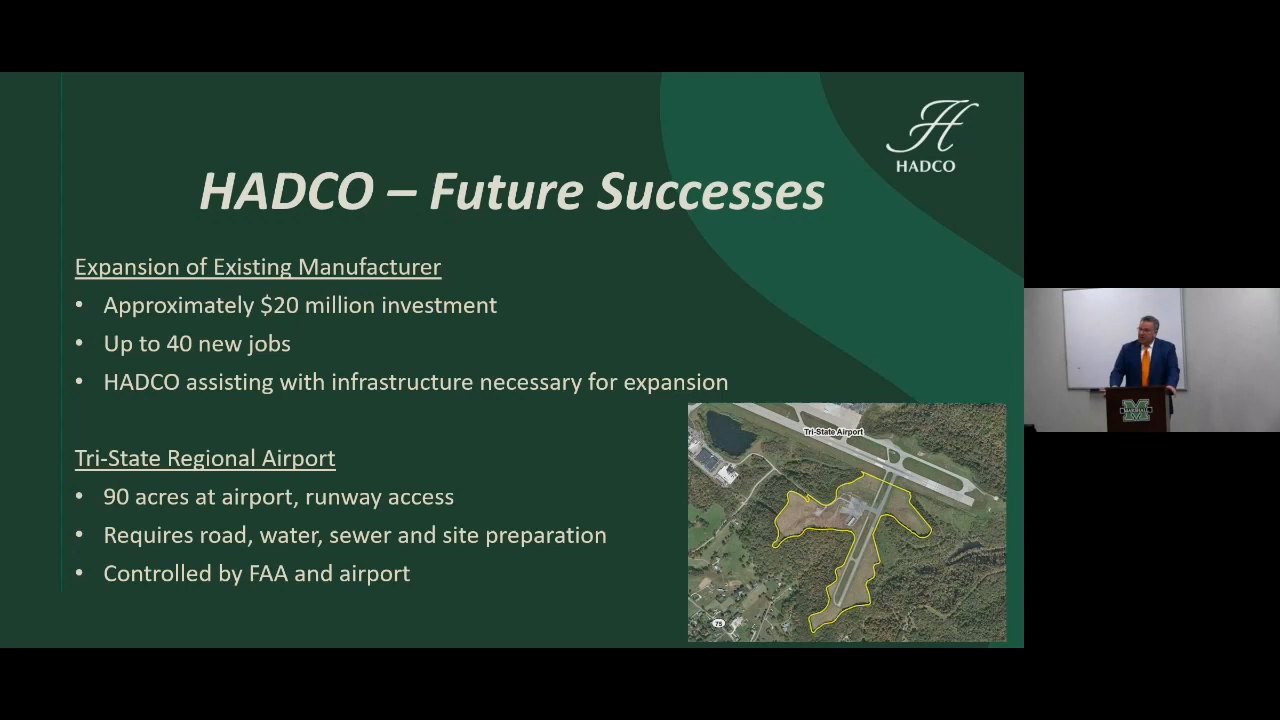 HADCO
HADCO – Future Successes
Expansion of Existing Manufacturer
• Approximately $20 million investment
• Up to 40 new jobs
• HADCO assisting with infrastructure necessary for expansion
Tri-State Regional Airport
• 90 acres at airport, runway access
• Requires road, water, sewer and site preparation
• Controlled by FAA and airport
Tri-State Airport
75
MARSHALL